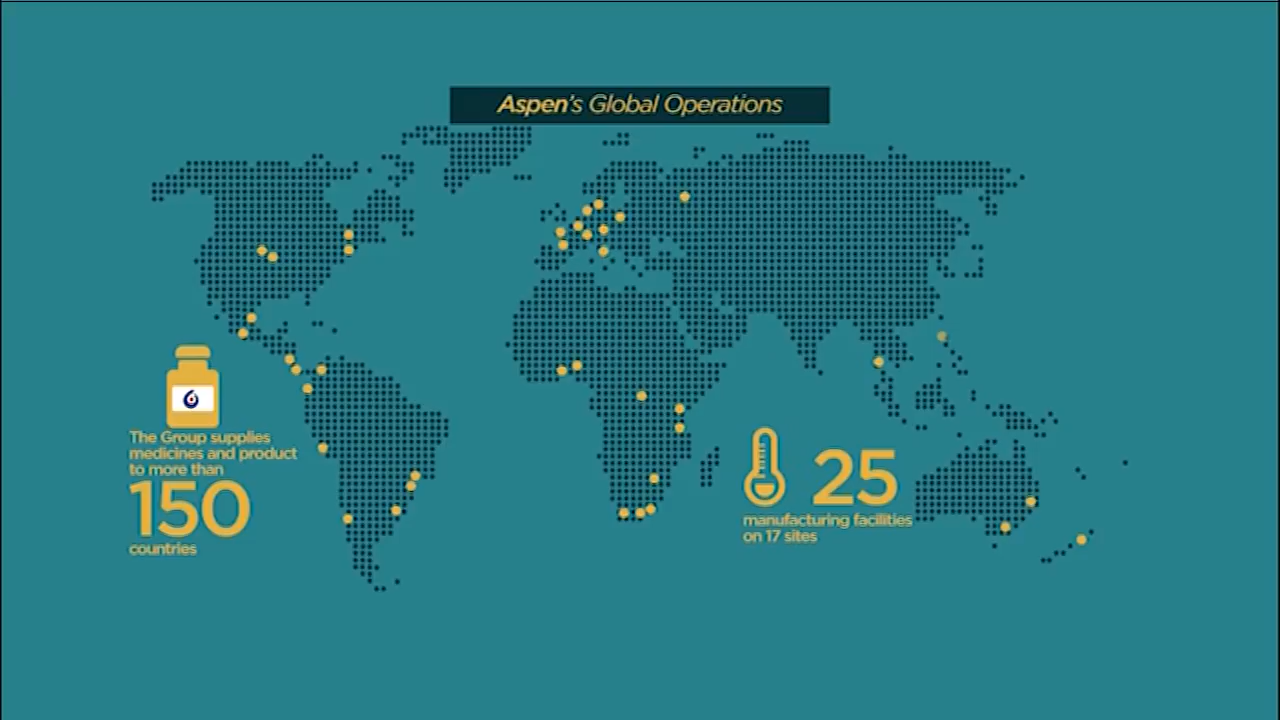 Aspen's Global Operations
The Group supplies
medicines and product
to more than
150
countries
25
manufacturing facilities
on 17 sites